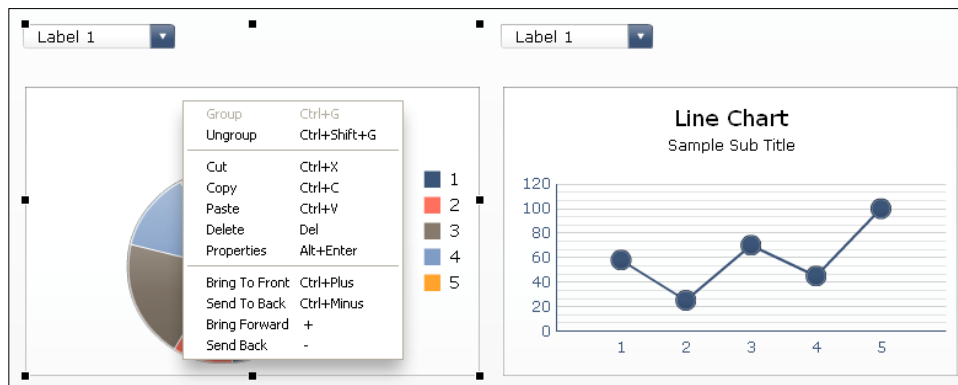 Label 1
Label 1
Group Ctrl+G
Ungroup Ctrl+Shift+G
Cut Ctrl+X
Copy Ctrl+C
Paste Ctrl+V
Delete Del
Properties Alt+Enter
Bring To Front Ctrl+Plus
Send To Back Ctrl+Minus
Bring Forward +
Send Back -
1
2
3
4
5
Line Chart
Sample Sub Title
120
100
80
60
40
20
0
1 2 3 4 5